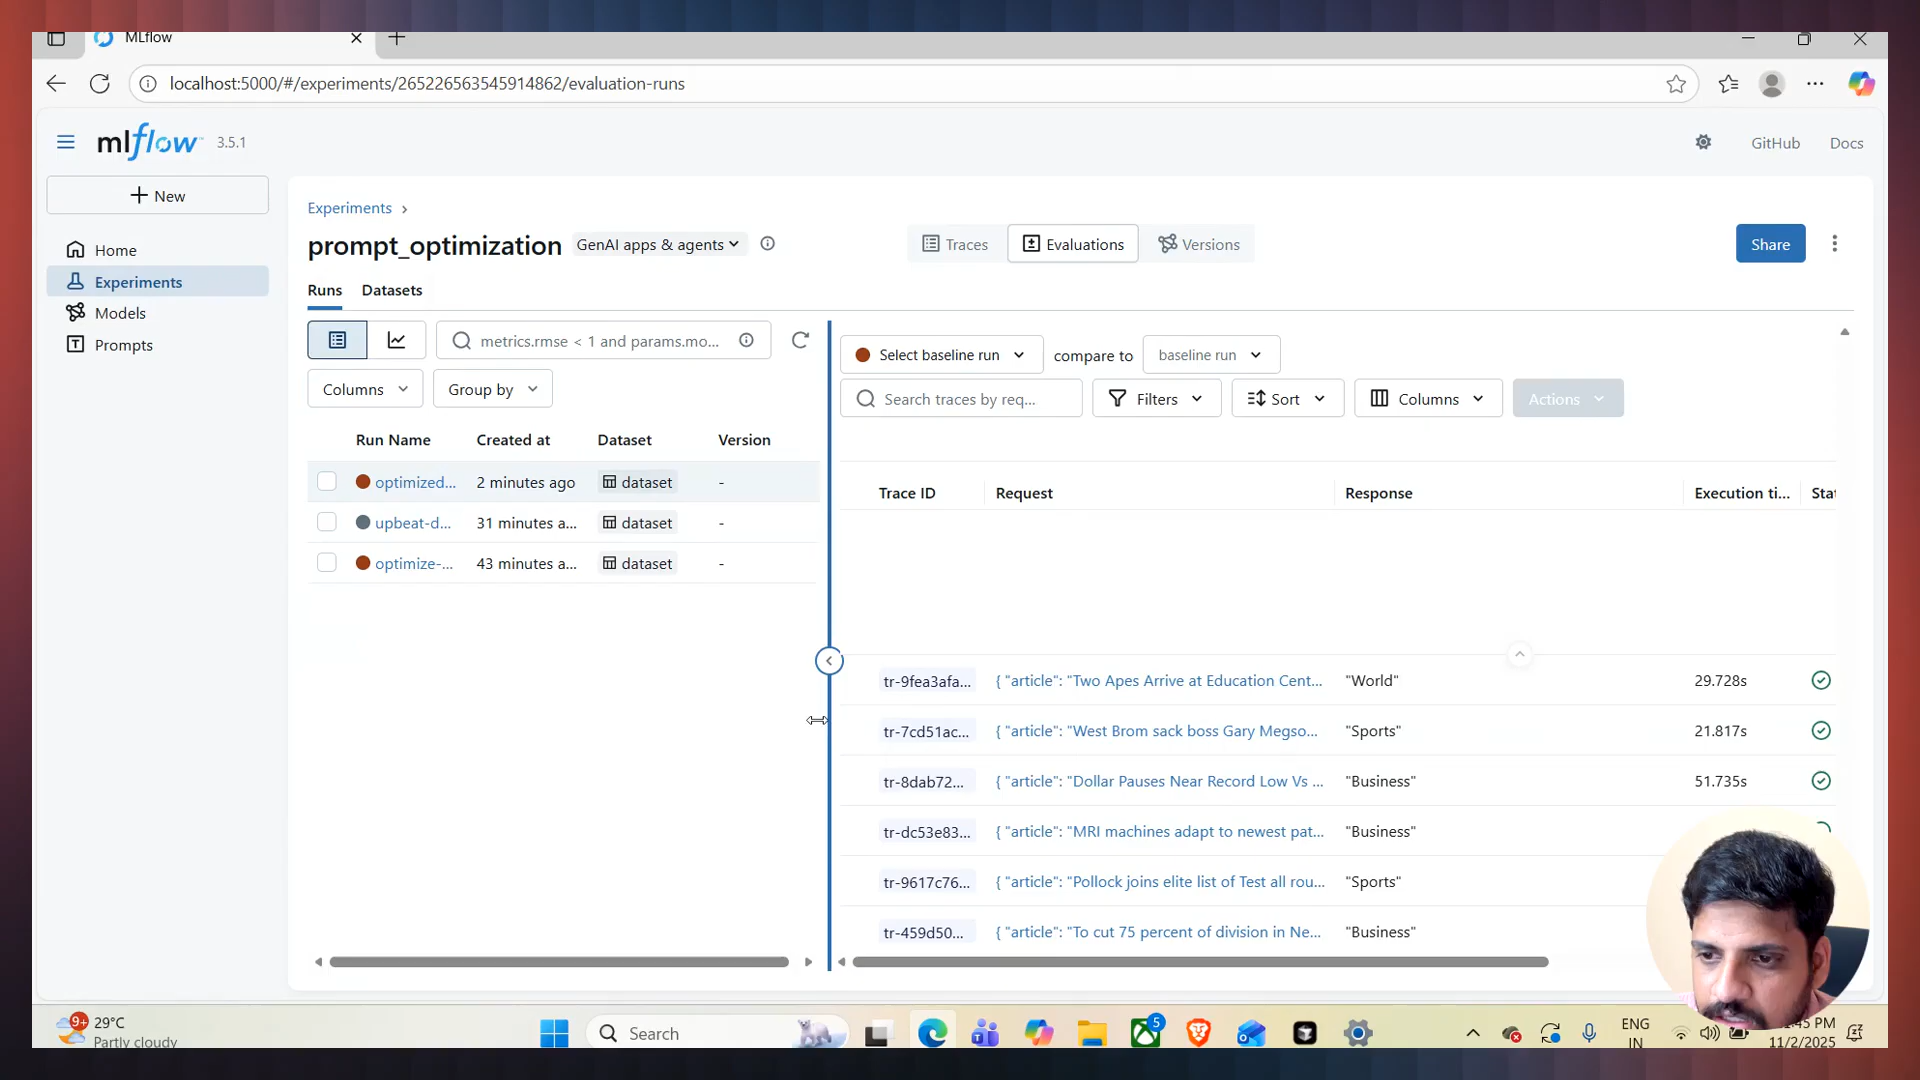 MLflow
localhost:5000/#/experiments/265226563545914862/evaluation-runs
mlflow 3.5.1
GitHub
Docs
New
Home
Experiments
Models
Prompts
Experiments
prompt_optimization
GenAI apps & agents
Traces
Evaluations
Versions
Share
Runs
Datasets
metrics.rmse < 1 and params.mo...
Columns
Group by
Run Name Created at Dataset Version
optimized... 2 minutes ago dataset -
upbeat-d... 31 minutes a... dataset -
optimize-... 43 minutes a... dataset -
Select baseline run compare to baseline run
Search traces by req...
Filters
Sort
Columns
Actions
Trace ID Request Response Execution ti... Stat
tr-9fea3afa... { "article": "Two Apes Arrive at Education Cent... "World" 29.728s
tr-7cd51ac... { "article": "West Brom sack boss Gary Megso... "Sports" 21.817s
tr-8dab72... { "article": "Dollar Pauses Near Record Low Vs ... "Business" 51.735s
tr-dc53e83... { "article": "MRI machines adapt to newest pat... "Business"
tr-9617c76... { "article": "Pollock joins elite list of Test all rou... "Sports"
tr-459d50... { "article": "To cut 75 percent of division in Ne... "Business"
9+
29°C
Partly cloudy
Search
5
ENG
IN
:45 PM
11/2/2025